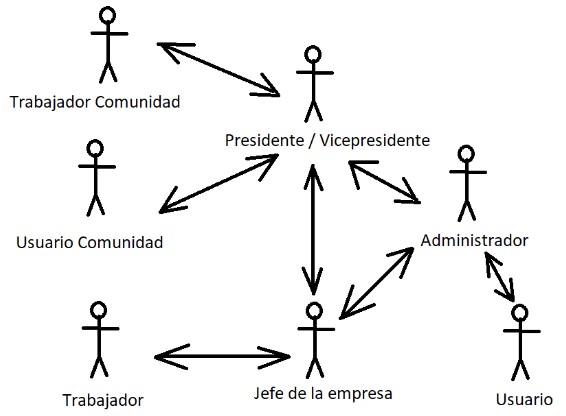 Trabajador Comunidad
Presidente / Vicepresidente
Usuario Comunidad
Administrador
Trabajador
Jefe de la empresa
Usuario